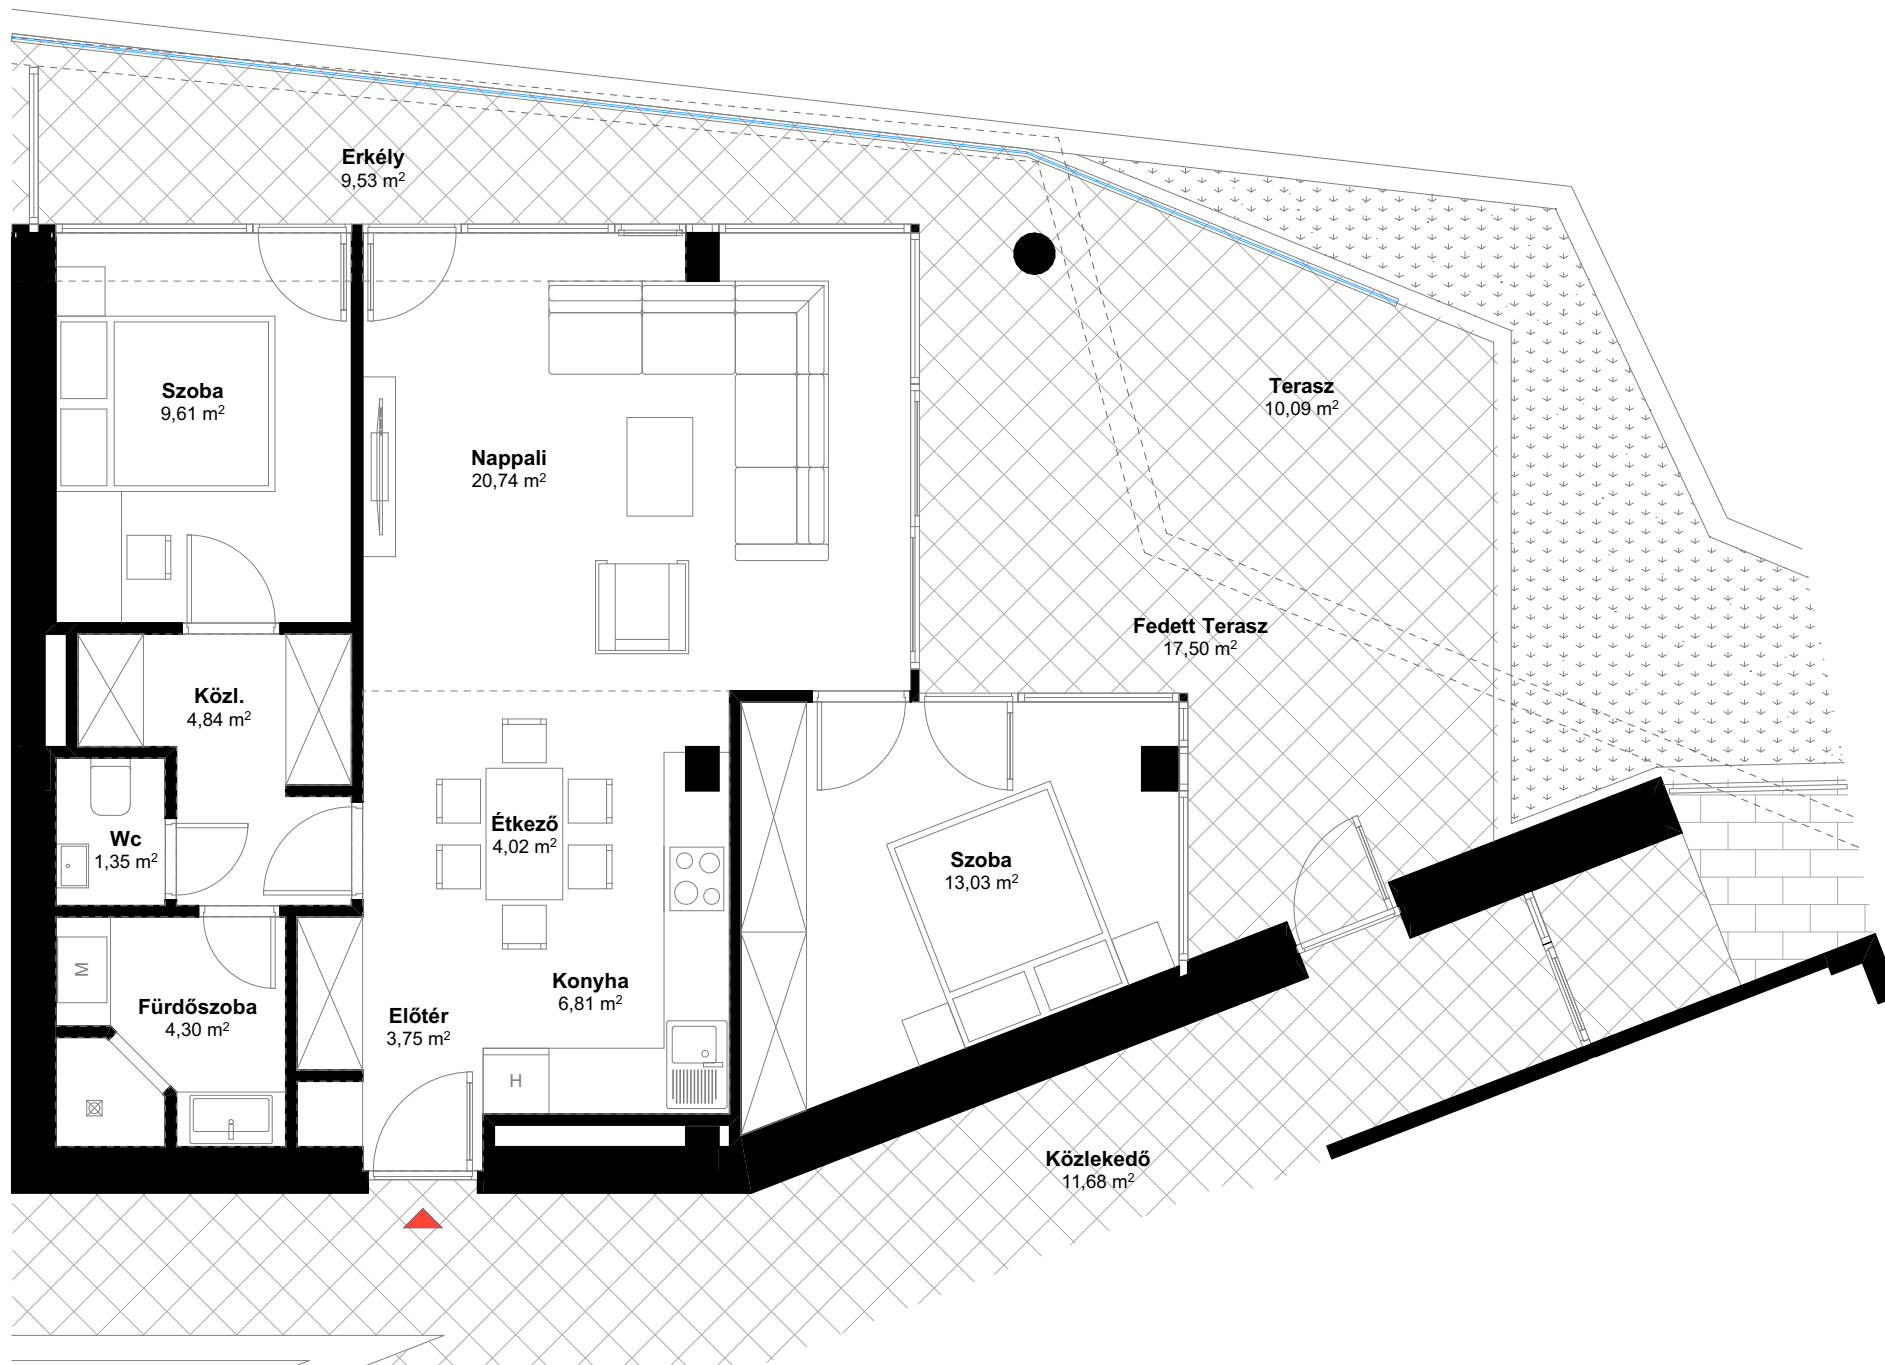 Erkély
9,53 m²
Szoba
9,61 m²
Terasz
10,09 m²
Nappali
20,74 m²
Fedett Terasz
17,50 m²
Közl.
4,84 m²
Étkező
4,02 m²
Wc
1,35 m²
Szoba
13,03 m²
M
Konyha
6,81 m²
Fürdőszoba
4,30 m²
Előtér
3,75 m²
H
Közlekedő
11,68 m²